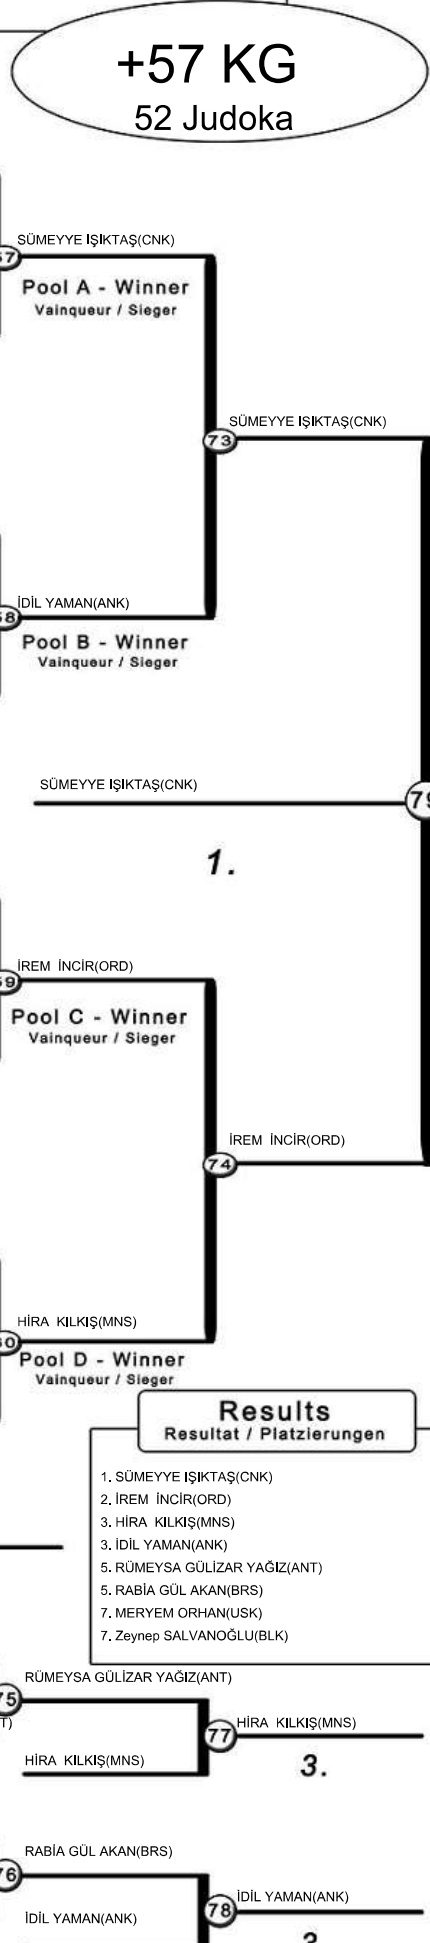 +57 KG
52 Judoka
SÜMEYYE IŞIKTAŞ(CNK)
Pool A - Winner
Vainqueur / Sieger
73
SÜMEYYE IŞIKTAŞ(CNK)
İDİL YAMAN(ANK)
Pool B - Winner
Vainqueur / Sieger
SÜMEYYE IŞIKTAŞ(CNK)
1.
İREM  İNCİR(ORD)
Pool C - Winner
Vainqueur / Sieger
74
İREM  İNCİR(ORD)
HİRA  KILKIŞ(MNS)
Pool D - Winner
Vainqueur / Sieger
Results
Resultat / Platzierungen
1. SÜMEYYE IŞIKTAŞ(CNK)
2. İREM  İNCİR(ORD)
3. HİRA  KILKIŞ(MNS)
3. İDİL YAMAN(ANK)
5. RÜMEYSA GÜLİZAR YAĞIZ(ANT)
5. RABİA GÜL AKAN(BRS)
7. MERYEM ORHAN(USK)
7. Zeynep SALVANOĞLU(BLK)
RÜMEYSA GÜLİZAR YAĞIZ(ANT)
77
HİRA  KILKIŞ(MNS)
HİRA  KILKIŞ(MNS)
3.
RABİA GÜL AKAN(BRS)
78
İDİL YAMAN(ANK)
İDİL YAMAN(ANK)